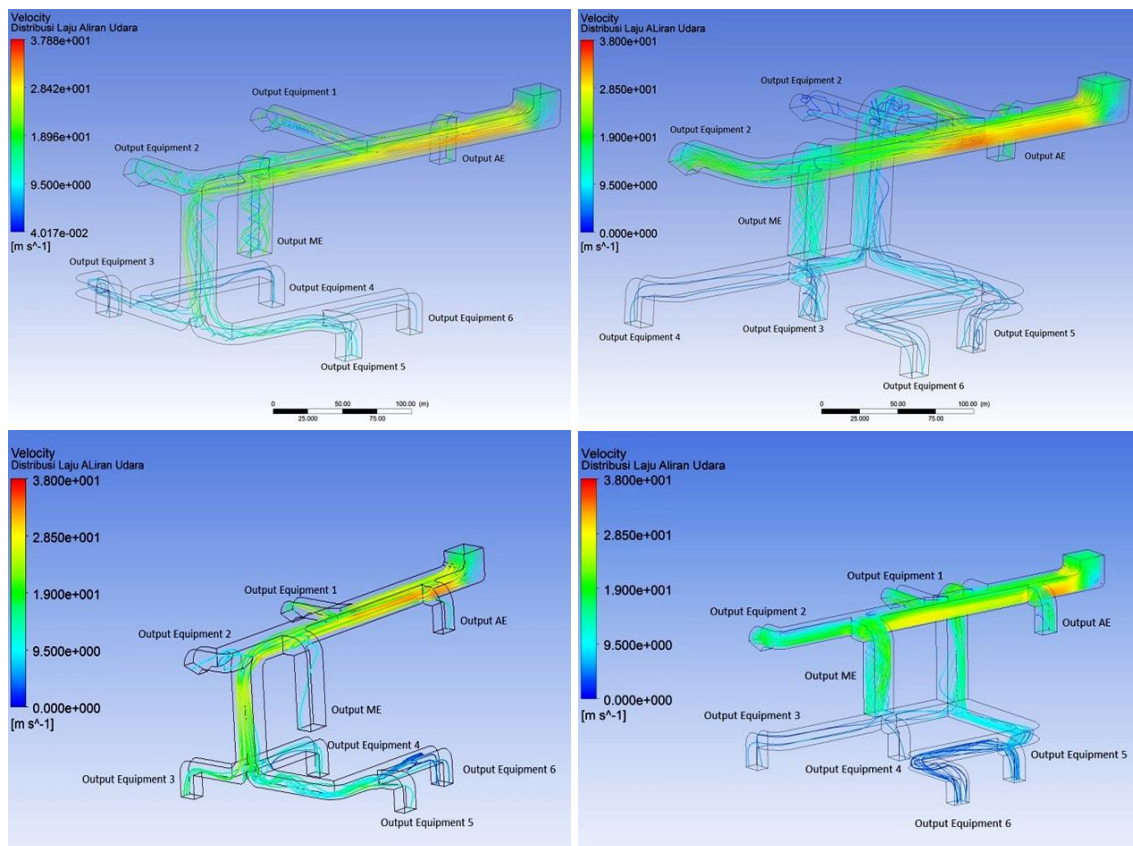 Velocity
Distribusi Laju Aliran Udara
3.788e+001
2.842e+001
1.896e+001
9.500e+000
4.017e-002
[m s^-1]
Output Equipment 1
Output Equipment 2
Output AE
Output ME
Output Equipment 3
Output Equipment 4
Output Equipment 6
Output Equipment 5
0
50.00
100.00 (m)
25.000
75.00
Velocity
Distribusi Laju ALiran Udara
3.800e+001
2.850e+001
1.900e+001
9.500e+000
0.000e+000
[m s^-1]
Output Equipment 2
Output Equipment 2
Output AE
Output ME
Output Equipment 4
Output Equipment 3
Output Equipment 5
Output Equipment 6
0
50.00
100.00 (m)
25.000
75.00
Velocity
Distribusi Laju ALiran Udara
3.800e+001
2.850e+001
1.900e+001
9.500e+000
0.000e+000
[m s^-1]
Output Equipment 1
Output Equipment 2
Output AE
Output ME
Output Equipment 4
Output Equipment 3
Output Equipment 6
Output Equipment 5
Velocity
Distribusi Laju ALiran Udara
3.800e+001
2.850e+001
1.900e+001
9.500e+000
0.000e+000
[m s^-1]
Output Equipment 1
Output Equipment 2
Output AE
Output ME
Output Equipment 3
Output Equipment 5
Output Equipment 4
Output Equipment 6